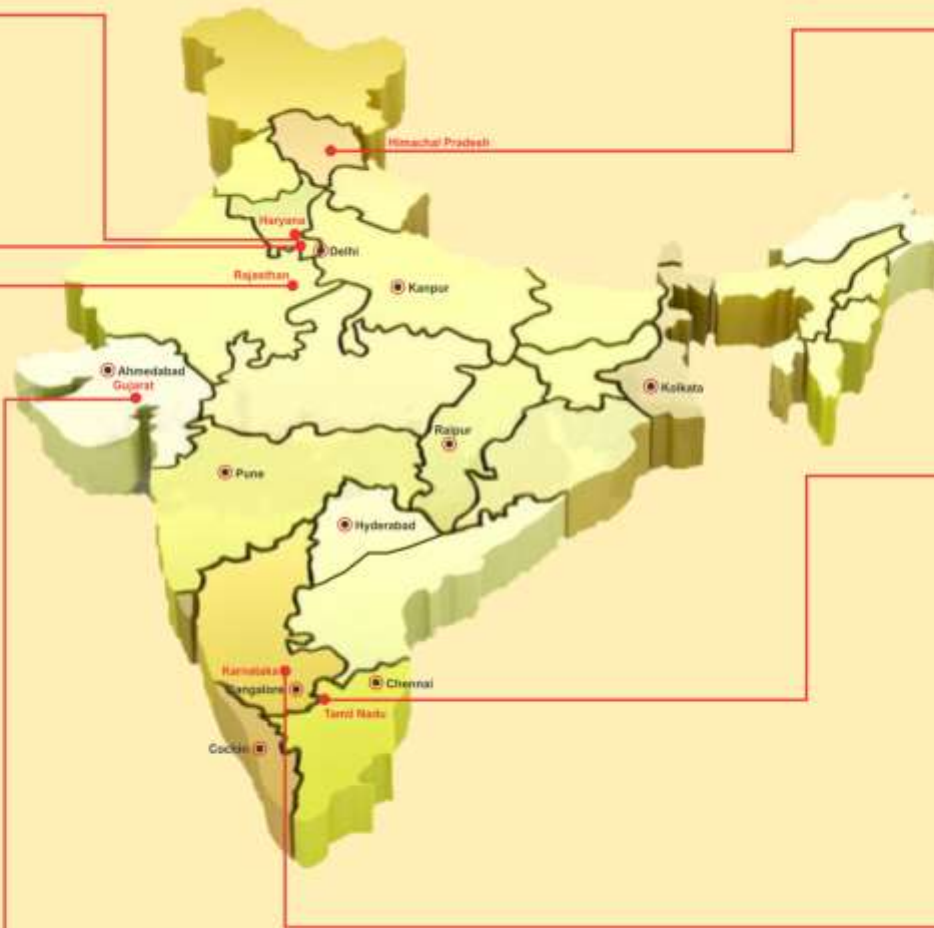 Himachal Pradesh
Haryana
Delhi
Rajasthan
Kanpur
Ahmedabad
Gujarat
Kolkata
Raipur
Pune
Hyderabad
Karnataka
Bangalore
Chennai
Tamil Nadu
Cochin